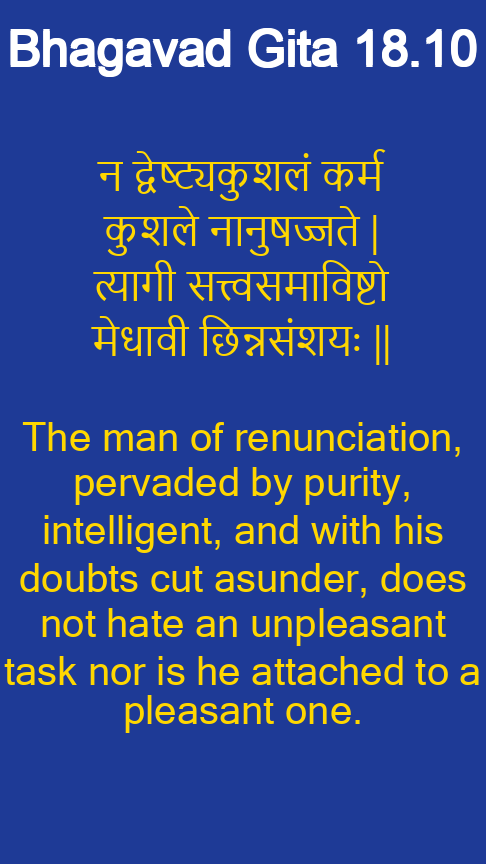 Bhagavad Gita 18.10
न द्वेष्ट्यकुशलं कर्म
कुशले नानुषज्जते |
त्यागी सत्त्वसमाविष्टो
मेधावी छिन्नसंशयः ||
The man of renunciation,
pervaded by purity,
intelligent, and with his
doubts cut asunder, does
not hate an unpleasant
task nor is he attached to a
pleasant one.